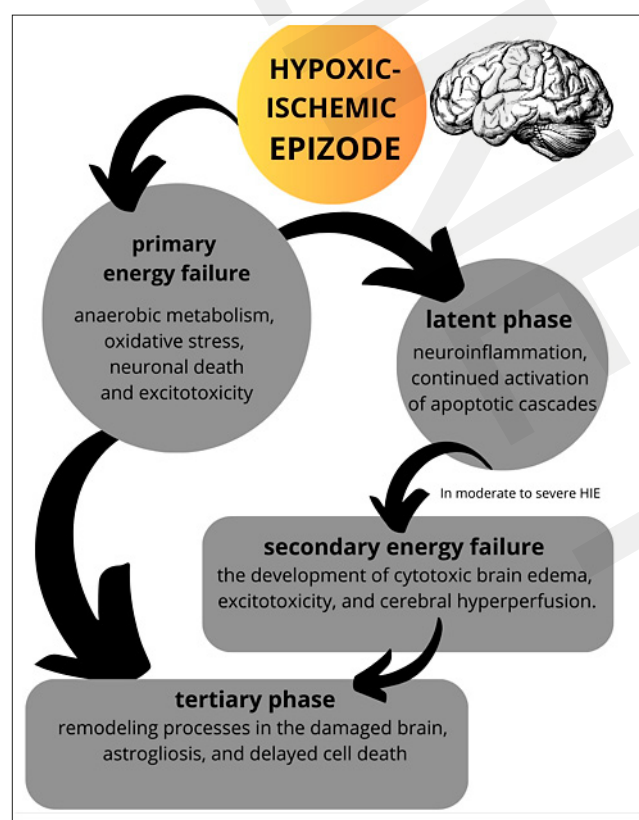 HYPOXIC-
ISCHEMIC
EPIZODE
primary
energy failure
anaerobic metabolism,
oxidative stress,
neuronal death
and excitotoxicity
latent phase
neuroinflammation,
continued activation
of apoptotic cascades
In moderate to severe HIE
secondary energy failure
the development of cytotoxic brain edema,
excitotoxicity, and cerebral hyperperfusion.
tertiary phase
remodeling processes in the damaged brain,
astrogliosis, and delayed cell death